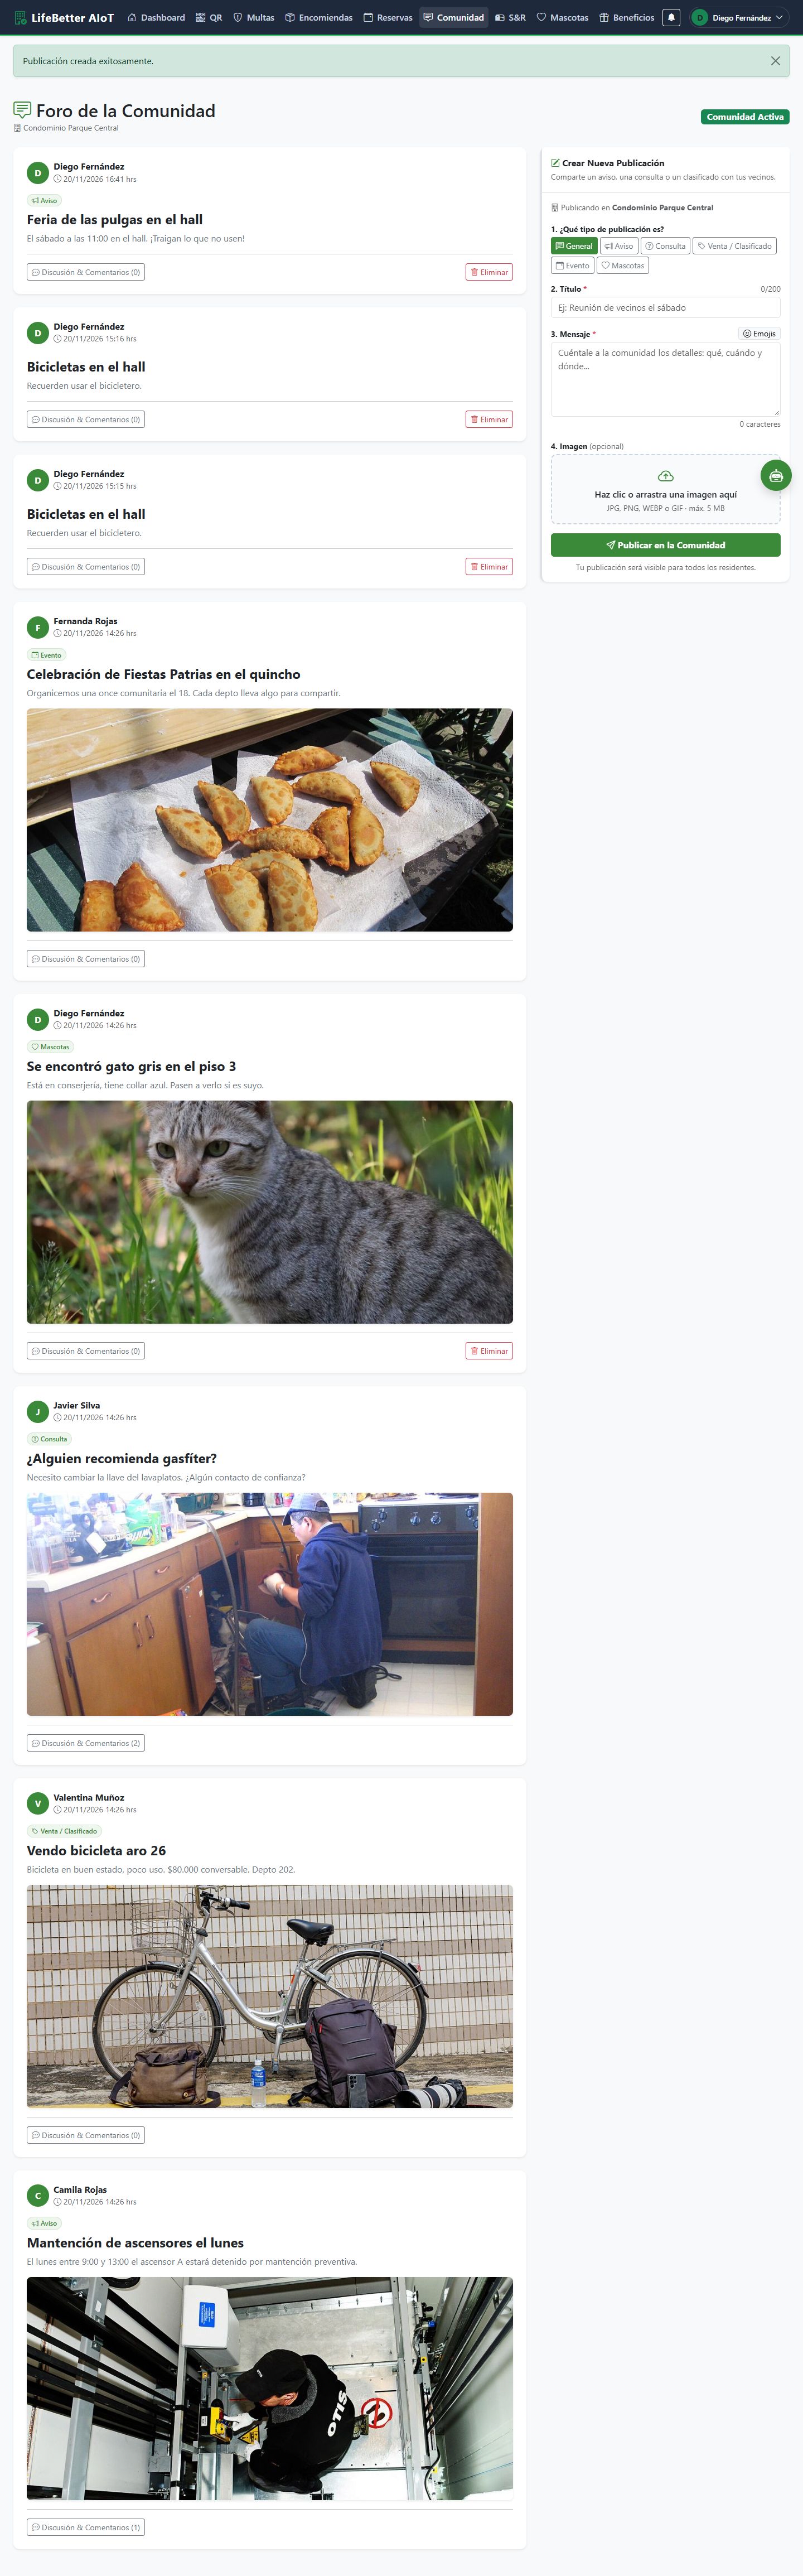 LifeBetter AIoT
Dashboard
QR
Multas
Encomiendas
Reservas
Comunidad
S&R
Mascotas
Beneficios
D
Diego Fernández
Publicación creada exitosamente.
Foro de la Comunidad
Condominio Parque Central
Comunidad Activa
D
Diego Fernández
20/11/2026 16:41 hrs
Aviso
Feria de las pulgas en el hall
El sábado a las 11:00 en el hall. ¡Traigan lo que no usen!
Discusión & Comentarios (0)
Eliminar
D
Diego Fernández
20/11/2026 15:16 hrs
Bicicletas en el hall
Recuerden usar el bicicletero.
Discusión & Comentarios (0)
Eliminar
D
Diego Fernández
20/11/2026 15:15 hrs
Bicicletas en el hall
Recuerden usar el bicicletero.
Discusión & Comentarios (0)
Eliminar
F
Fernanda Rojas
20/11/2026 14:26 hrs
Evento
Celebración de Fiestas Patrias en el quincho
Organicemos una once comunitaria el 18. Cada depto lleva algo para compartir.
Discusión & Comentarios (0)
D
Diego Fernández
20/11/2026 14:26 hrs
Mascotas
Se encontró gato gris en el piso 3
Está en conserjería, tiene collar azul. Pasen a verlo si es suyo.
Discusión & Comentarios (0)
Eliminar
J
Javier Silva
20/11/2026 14:26 hrs
Consulta
¿Alguien recomienda gasfíter?
Necesito cambiar la llave del lavaplatos. ¿Algún contacto de confianza?
Discusión & Comentarios (2)
V
Valentina Muñoz
20/11/2026 14:26 hrs
Venta / Clasificado
Vendo bicicleta aro 26
Bicicleta en buen estado, poco uso. $80.000 conversable. Depto 202.
Discusión & Comentarios (0)
C
Camila Rojas
20/11/2026 14:26 hrs
Aviso
Mantención de ascensores el lunes
El lunes entre 9:00 y 13:00 el ascensor A estará detenido por mantención preventiva.
OTIS
Discusión & Comentarios (1)
Crear Nueva Publicación
Comparte un aviso, una consulta o un clasificado con tus vecinos.
Publicando en Condominio Parque Central
1. ¿Qué tipo de publicación es?
General
Aviso
Consulta
Venta / Clasificado
Evento
Mascotas
2. Título *
0/200
Ej: Reunión de vecinos el sábado
3. Mensaje *
Emojis
Cuéntale a la comunidad los detalles: qué, cuándo y
dónde...
0 caracteres
4. Imagen (opcional)
Haz clic o arrastra una imagen aquí
JPG, PNG, WEBP o GIF · máx. 5 MB
Publicar en la Comunidad
Tu publicación será visible para todos los residentes.